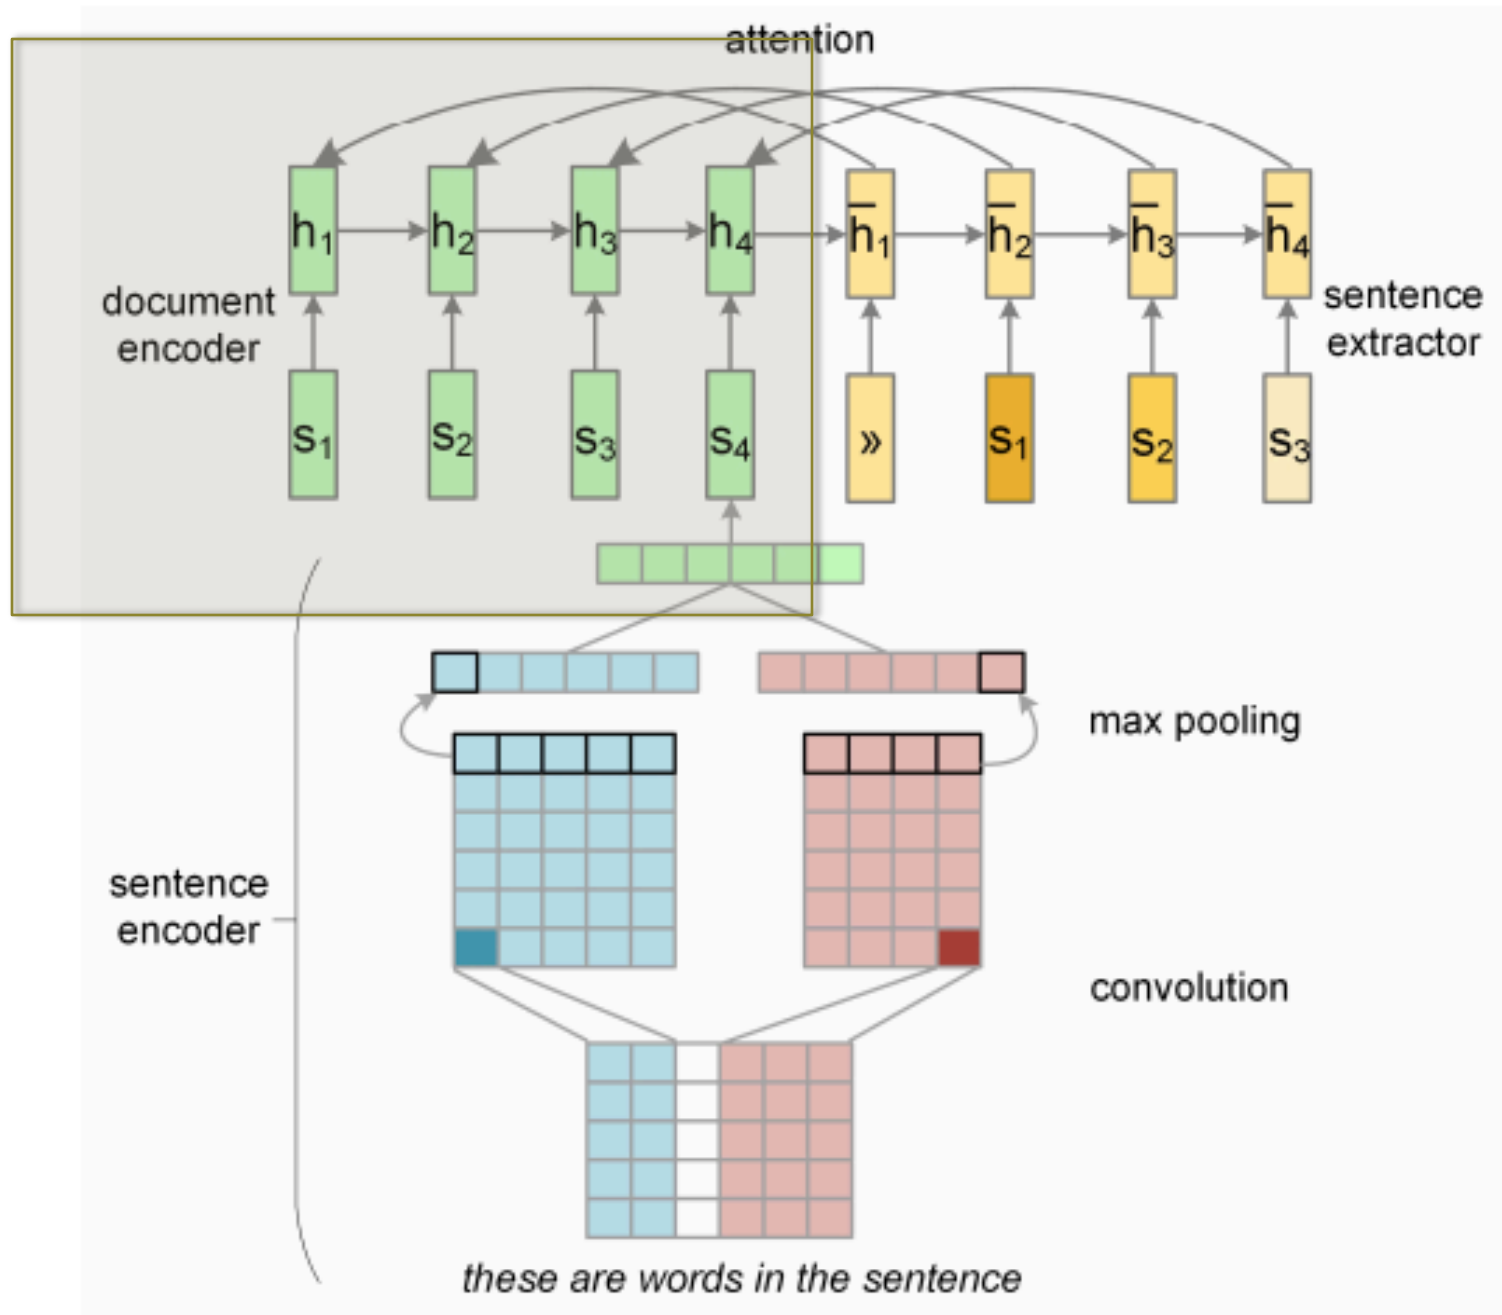 attention
h₁ h₂ h₃ h₄ h̅₁ h̅₂ h̅₃ h̅₄
document
encoder
sentence
extractor
s₁ s₂ s₃ s₄ » s₁ s₂ s₃
max pooling
sentence
encoder
convolution
these are words in the sentence